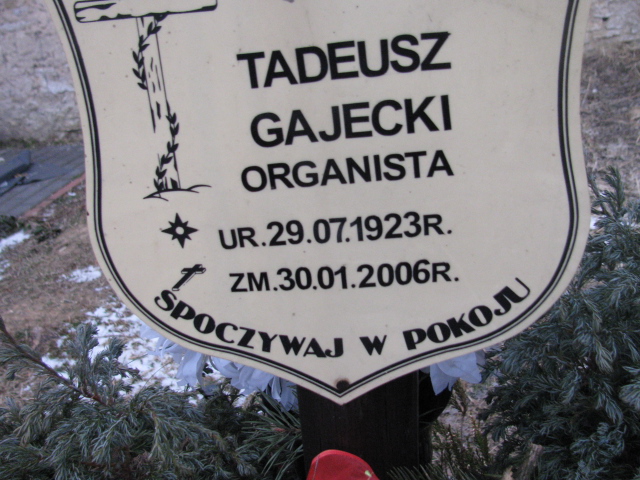 TADEUSZ
GAJECKI
ORGANISTA
UR.29.07.1923R.
ZM.30.01.2006R.
SPOCZYWAJ W POKOJU